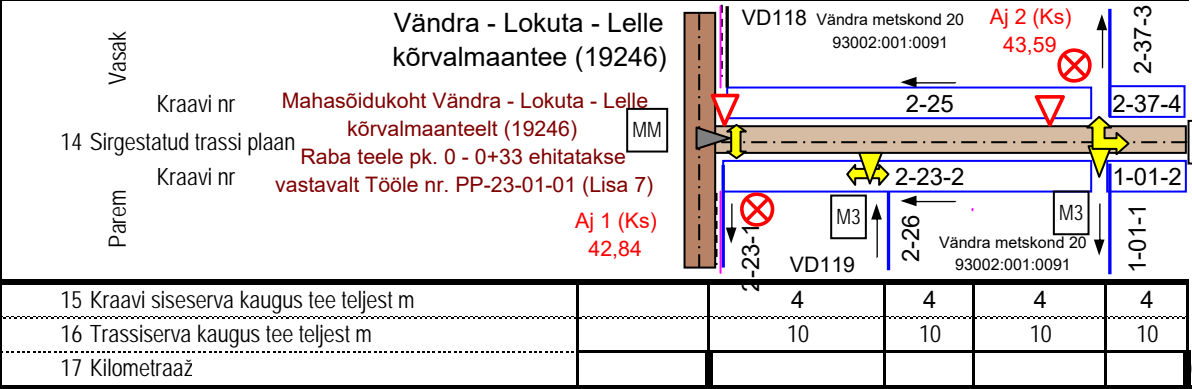 Vasak
Vändra - Lokuta - Lelle
kõrvalmaantee (19246)
VD118
Vändra metskond 20
93002:001:0091
Aj 2 (Ks)
43,59
2-37-3
Kraavi nr
2-25
2-37-4
Mahasõidukoht Vändra - Lokuta - Lelle
kõrvalmaanteelt (19246)
Raba teele pk. 0 - 0+33 ehitatakse
vastavalt Tööle nr. PP-23-01-01 (Lisa 7)
MM
14 Sirgestatud trassi plaan
Kraavi nr
2-23-2
1-01-2
Parem
Aj 1 (Ks)
42,84
2-23-1
M3
2-26
M3
1-01-1
VD119
Vändra metskond 20
93002:001:0091
15 Kraavi siseserva kaugus tee teljest m 4 4 4 4
16 Trassiserva kaugus tee teljest m 10 10 10 10
17 Kilometraaž